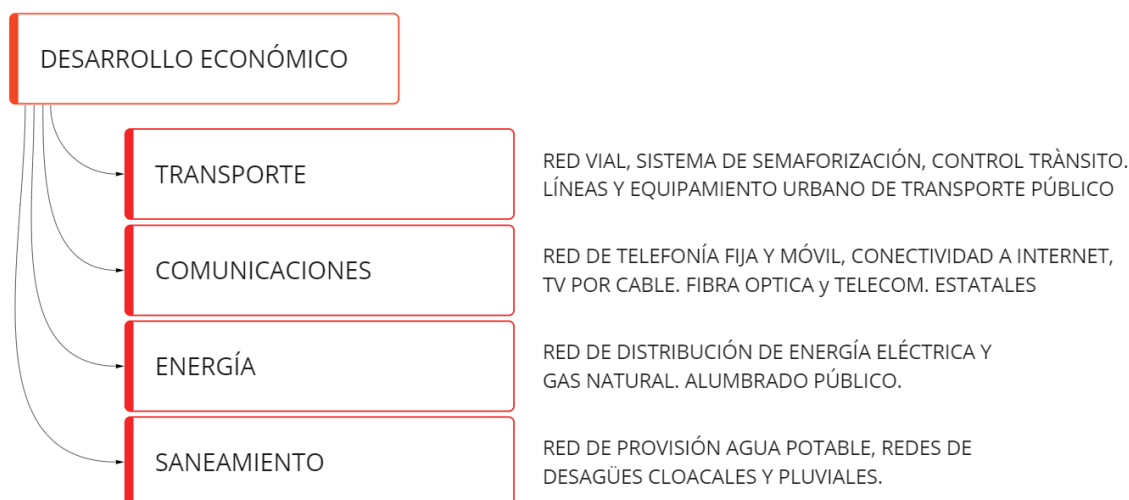 DESARROLLO ECONÓMICO
TRANSPORTE
RED VIAL, SISTEMA DE SEMAFORIZACIÓN, CONTROL TRÀNSITO.
LÍNEAS Y EQUIPAMIENTO URBANO DE TRANSPORTE PÚBLICO
COMUNICACIONES
RED DE TELEFONÍA FIJA Y MÓVIL, CONECTIVIDAD A INTERNET,
TV POR CABLE. FIBRA OPTICA y TELECOM. ESTATALES
ENERGÍA
RED DE DISTRIBUCIÓN DE ENERGÍA ELÉCTRICA Y
GAS NATURAL. ALUMBRADO PÚBLICO.
SANEAMIENTO
RED DE PROVISIÓN AGUA POTABLE, REDES DE
DESAGÜES CLOACALES Y PLUVIALES.